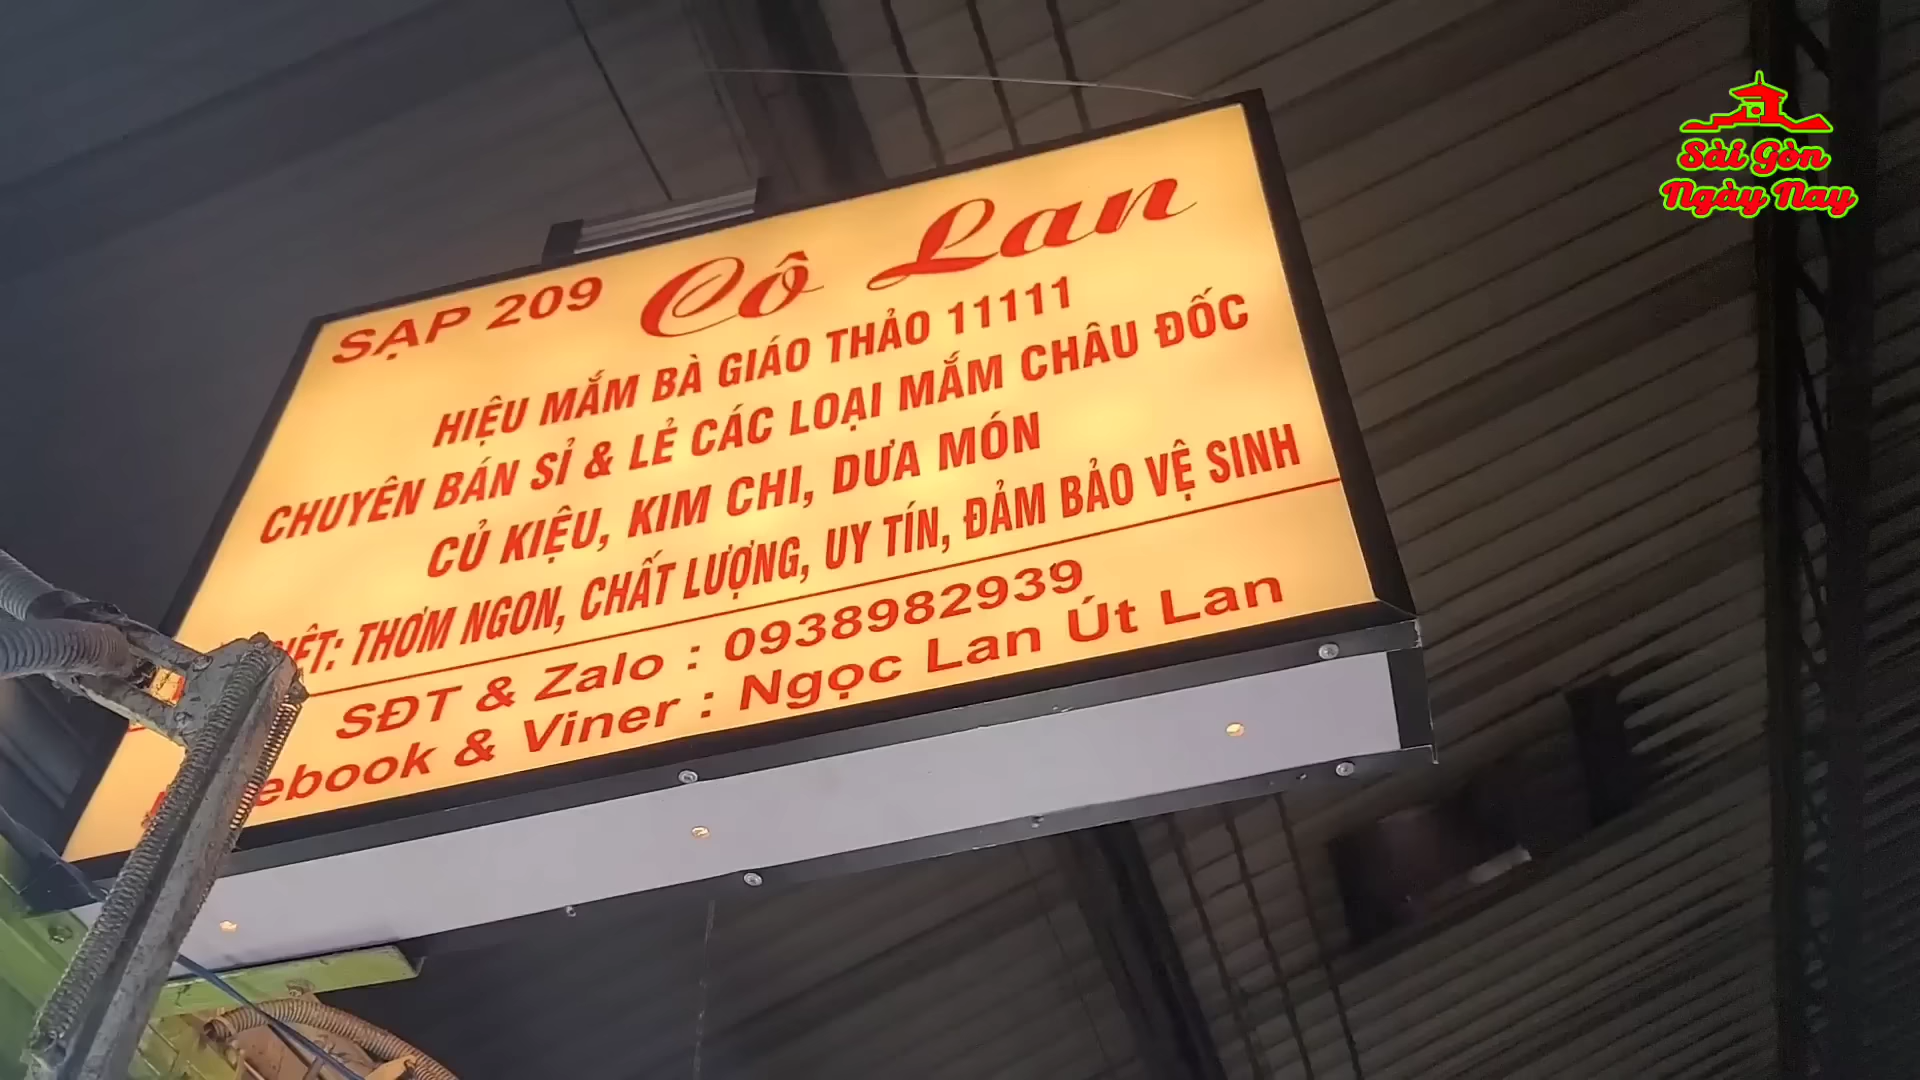 SẠP 209 Cô Lan
HIỆU MẮM BÀ GIÁO THẢO 11111
CHUYÊN BÁN SỈ & LẺ CÁC LOẠI MẮM CHÂU ĐỐC
CỦ KIỆU, KIM CHI, DƯA MÓN
THƠM NGON, CHẤT LƯỢNG, UY TÍN, ĐẢM BẢO VỆ SINH
SĐT & Zalo : 0938982939
& Viner : Ngọc Lan Út Lan
Sài Gòn
Ngày Nay